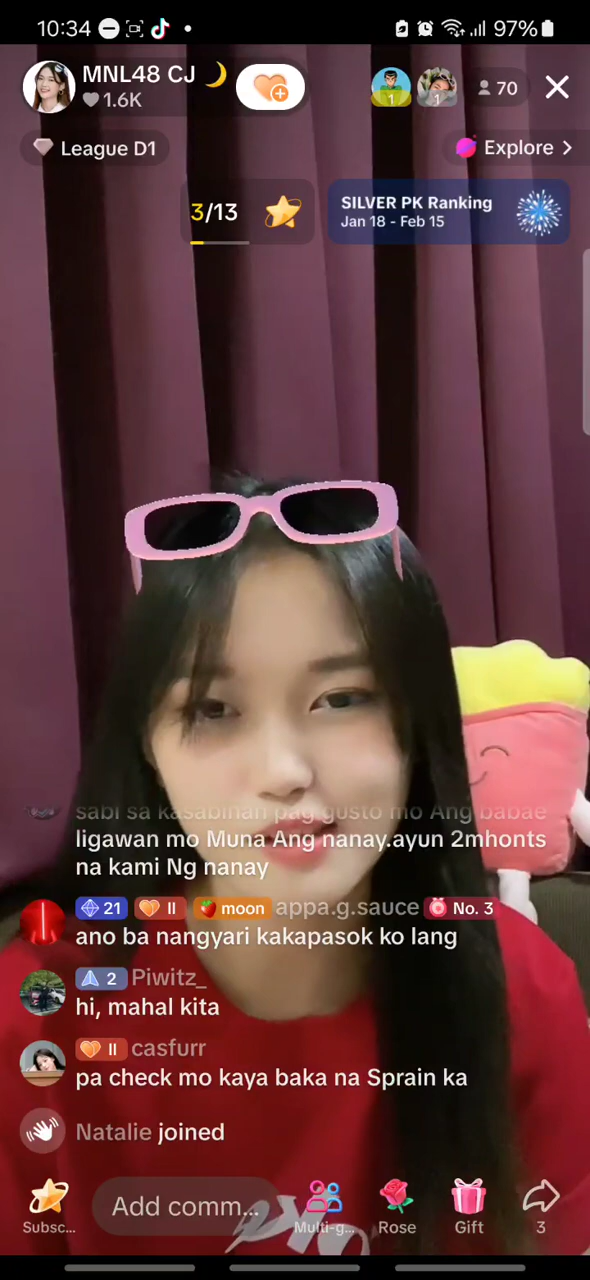 10:34
97%
MNL48 CJ
1.6K
1
1
70
League D1
Explore
3/13
SILVER PK Ranking
Jan 18 - Feb 15
sabi sa kasabihan pag gusto mo Ang babae
ligawan mo Muna Ang nanay.ayun 2mhonts
na kami Ng nanay
21 II moon appa.g.sauce No. 3
ano ba nangyari kakapasok ko lang
2 Piwitz_
hi, mahal kita
II casfurr
pa check mo kaya baka na Sprain ka
Natalie joined
Add comm...
Subsc...
Multi-g...
Rose
Gift
3